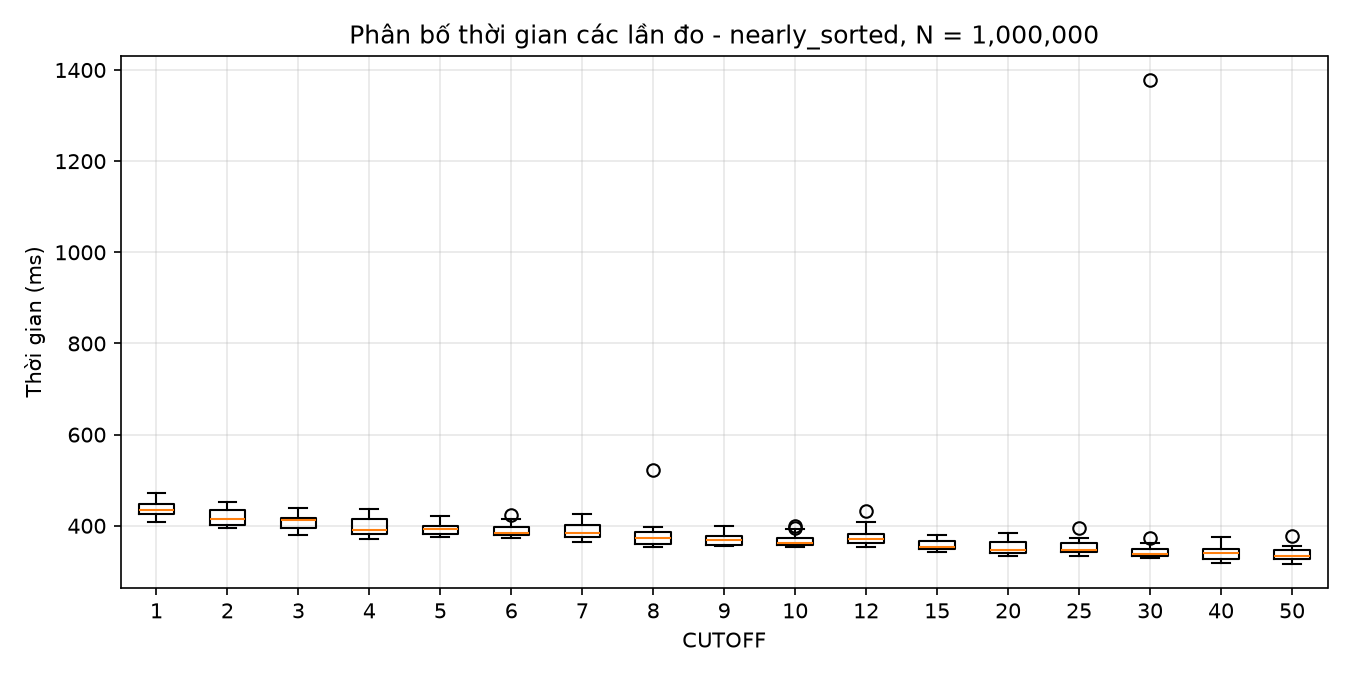 Phân bố thời gian các lần đo - nearly_sorted, N = 1,000,000
1400
1200
1000
800
600
400
Thời gian (ms)
1 2 3 4 5 6 7 8 9 10 12 15 20 25 30 40 50
CUTOFF